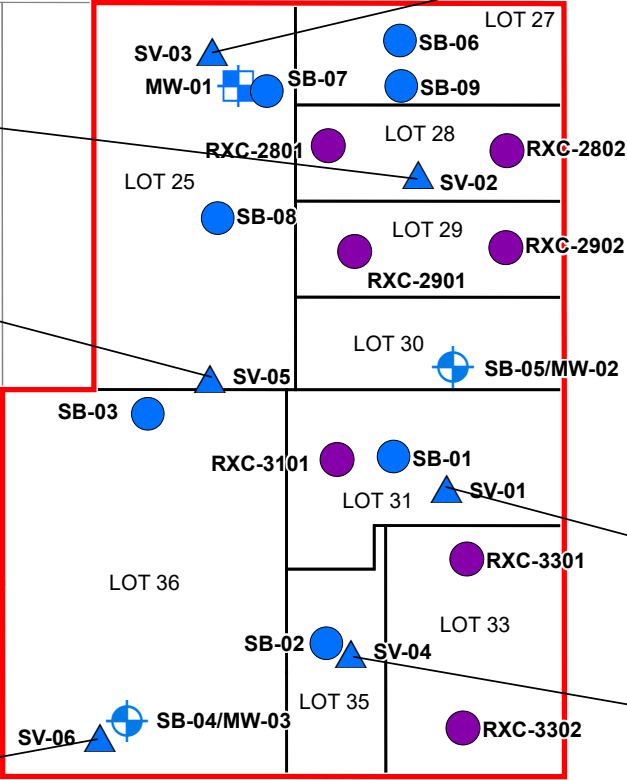 LOT 27
SV-03
SB-06
MW-01
SB-07
SB-09
LOT 28
RXC-2801
RXC-2802
LOT 25
SV-02
SB-08
LOT 29
RXC-2902
RXC-2901
LOT 30
SV-05
SB-05/MW-02
SB-03
RXC-3101
SB-01
LOT 31
SV-01
RXC-3301
LOT 36
LOT 33
SB-02
SV-04
LOT 35
SB-04/MW-03
RXC-3302
SV-06